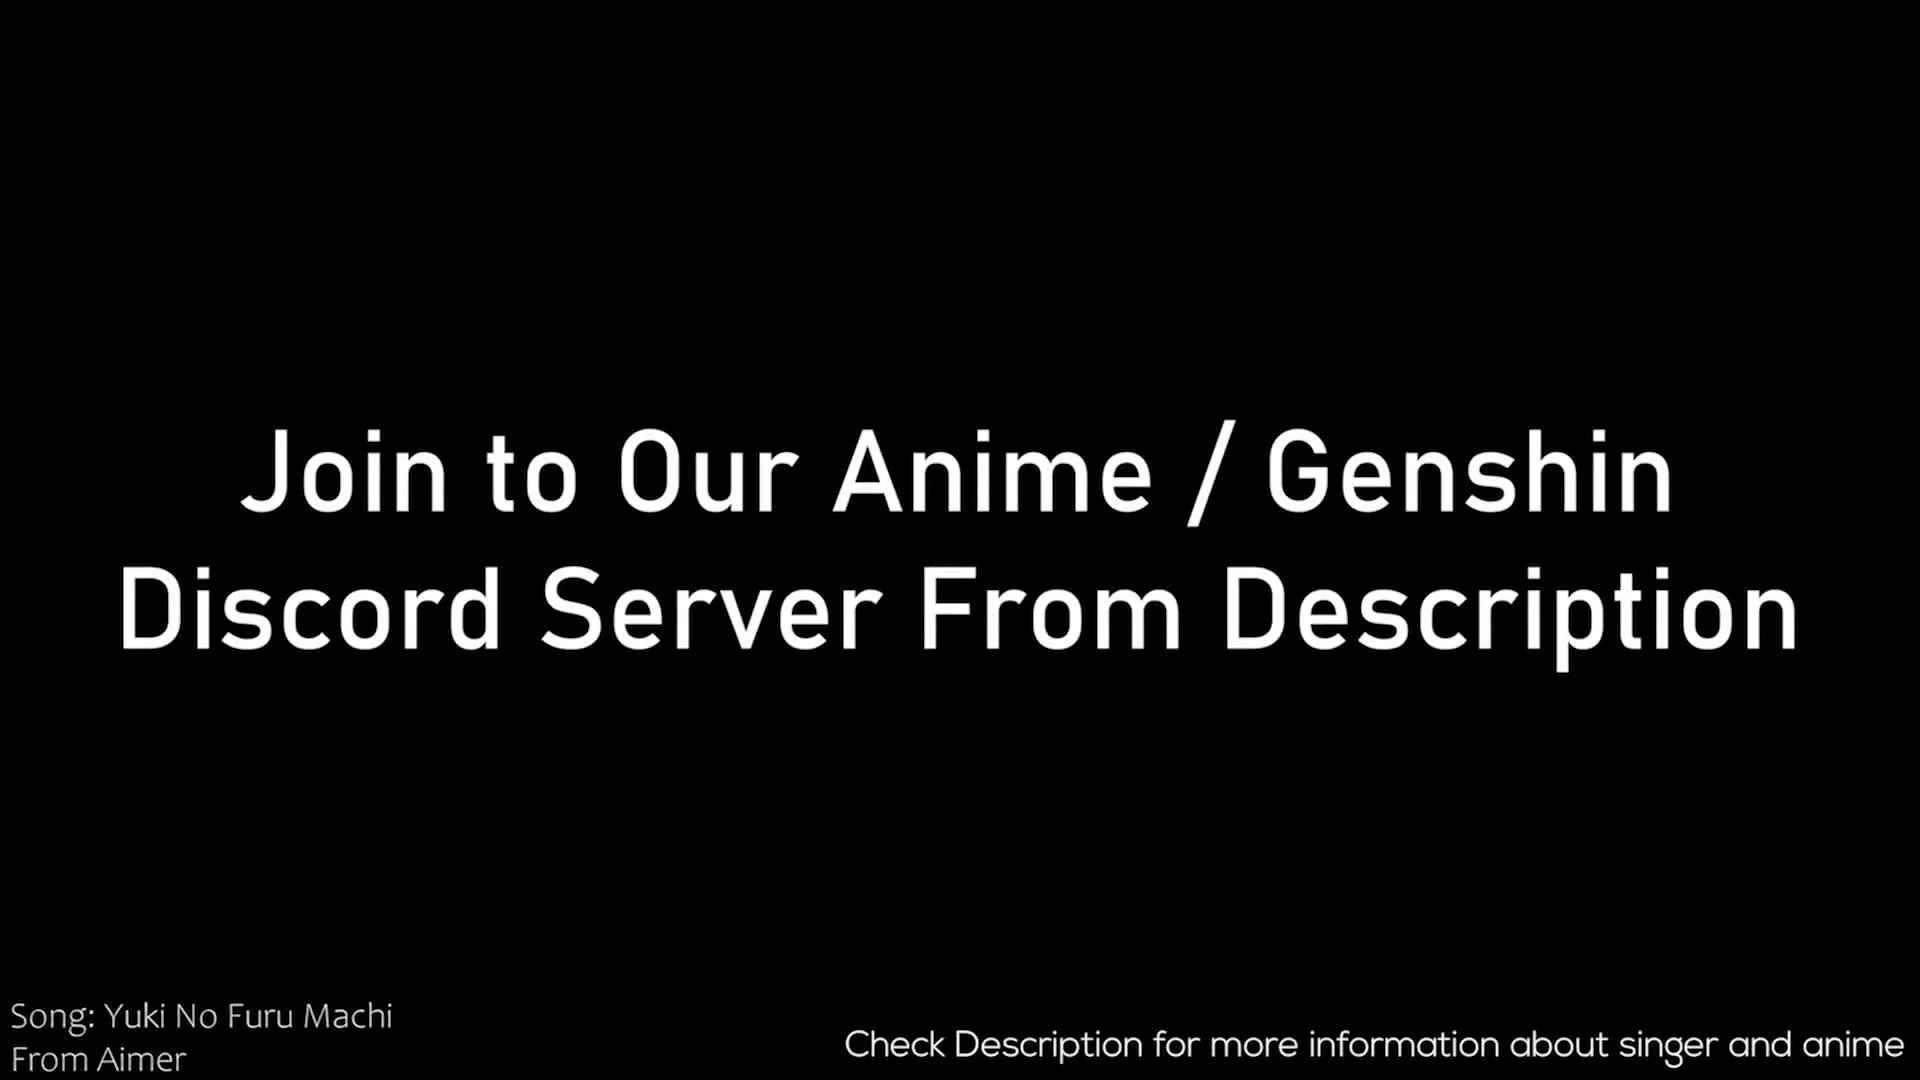 Join to Our Anime / Genshin
Discord Server From Description
Song: Yuki No Furu Machi
From Aimer
Check Description for more information about singer and anime